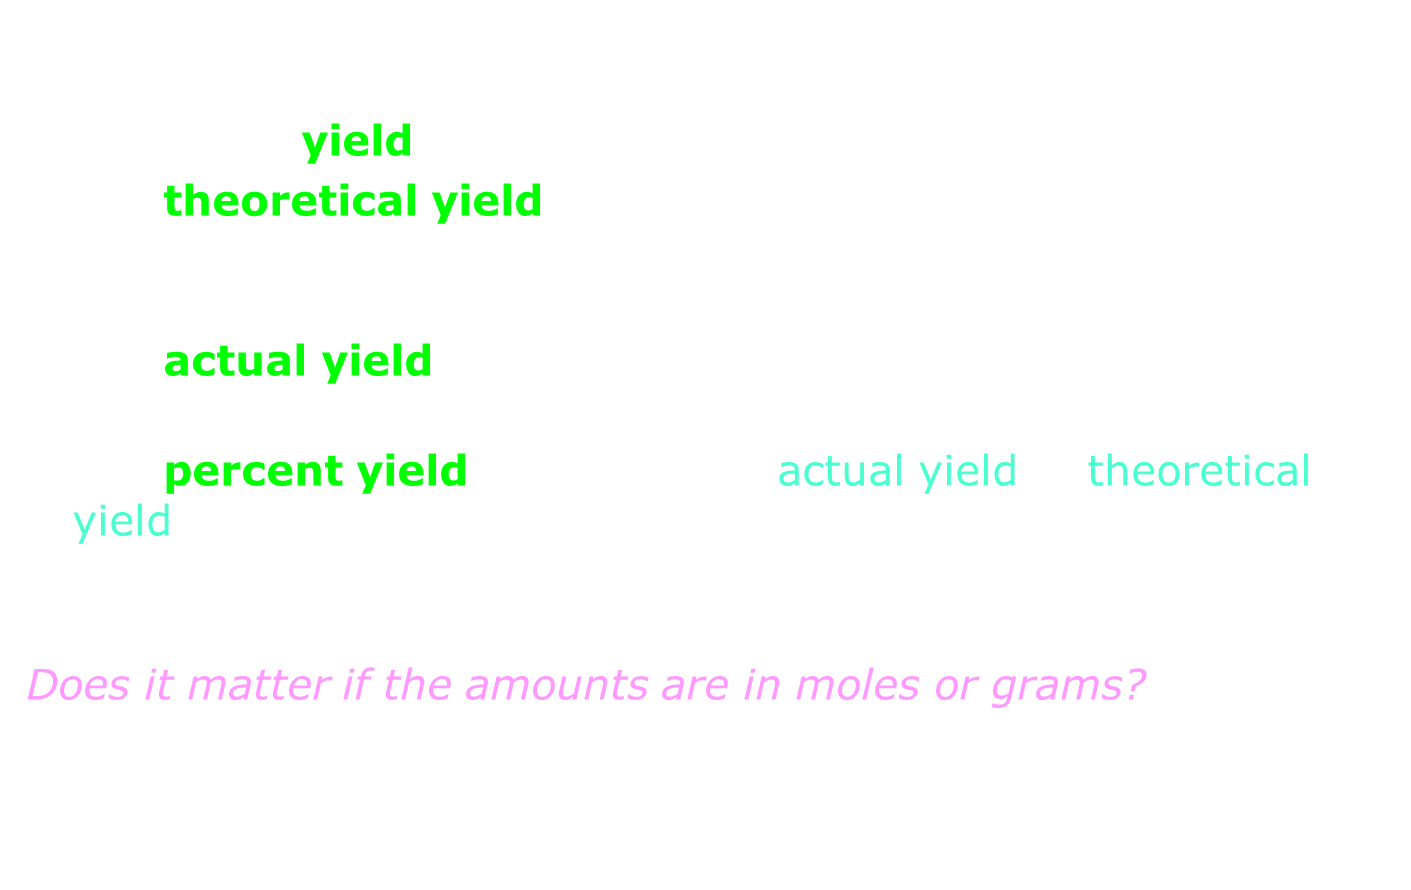 yield
theoretical yield
actual yield
percent yield actual yield theoretical
yield
Does it matter if the amounts are in moles or grams?